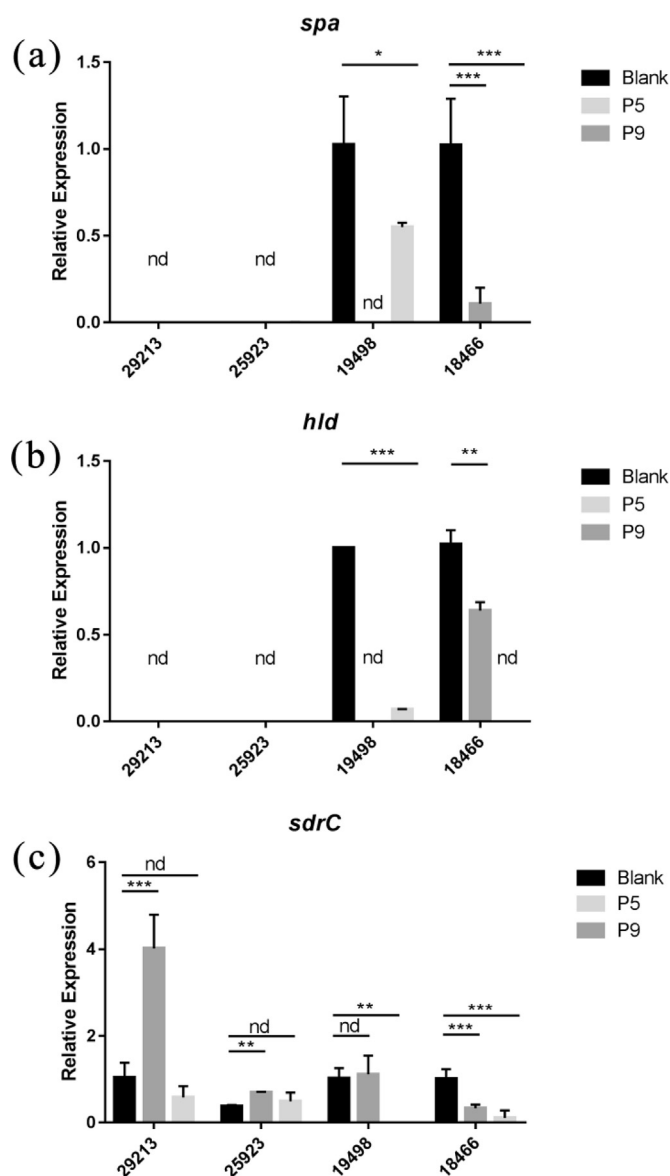 spa
(a)
* ***
***
Blank
P5
P9
Relative Expression
1.5
1.0
0.5
0.0
nd nd nd
29213 25923 19498 18466
hld
(b)
*** **
Blank
P5
P9
Relative Expression
1.5
1.0
0.5
0.0
nd nd nd nd
29213 25923 19498 18466
sdrC
(c)
nd
***
nd
**
**
nd
***
***
Blank
P5
P9
Relative Expression
6
4
2
0
29213 25923 19498 18466